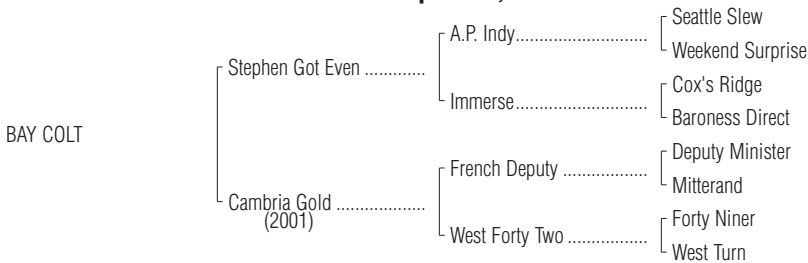 Seattle Slew
A.P. Indy..............................
Weekend Surprise
Stephen Got Even .............
Cox's Ridge
Immerse..............................
Baroness Direct
BAY COLT
Deputy Minister
French Deputy ..................
Mitterand
Cambria Gold ...................
(2001)
Forty Niner
West Forty Two .................
West Turn